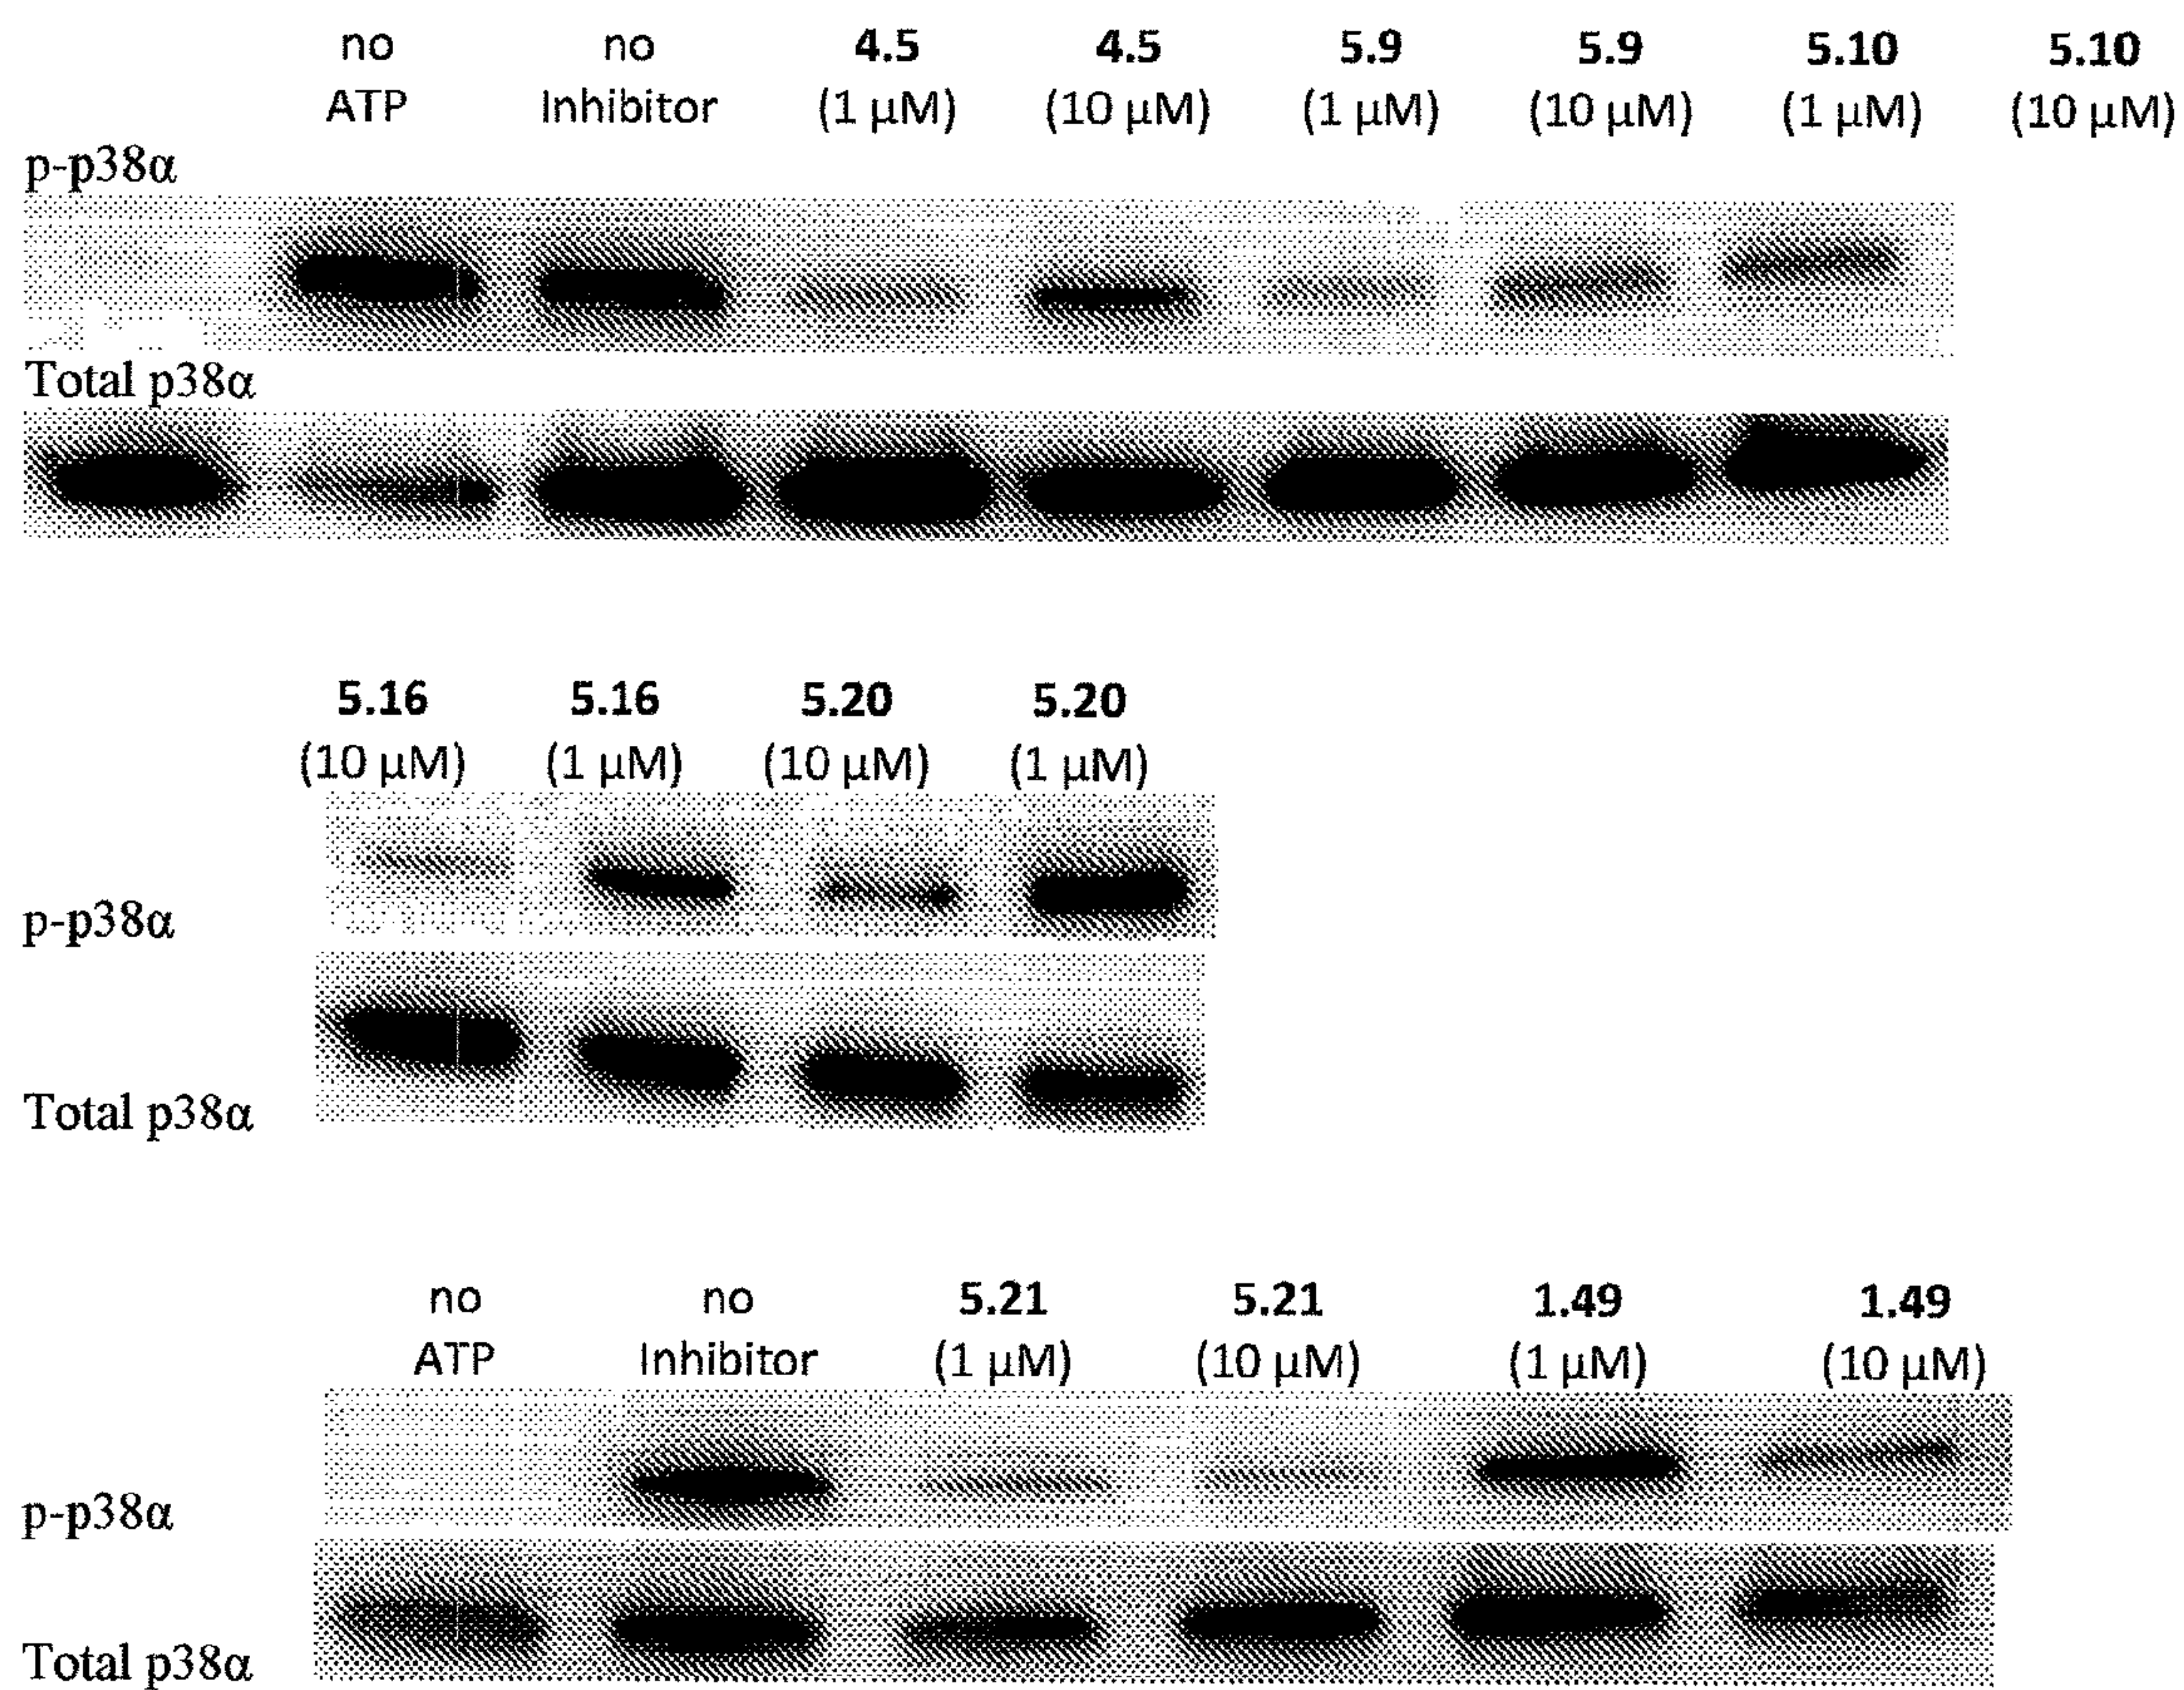 no no 4.5 4.5 5.9 5.9 5.10 5.10
ATP Inhibitor (1 µM) (10 µM) (1 µM) (10 µM) (1 µM) (10 µM)
p-p38α
Total p38α
5.16 5.16 5.20 5.20
(10 µM) (1 µM) (10 µM) (1 µM)
p-p38α
Total p38α
no no 5.21 5.21 1.49 1.49
ATP Inhibitor (1 µM) (10 µM) (1 µM) (10 µM)
p-p38α
Total p38α